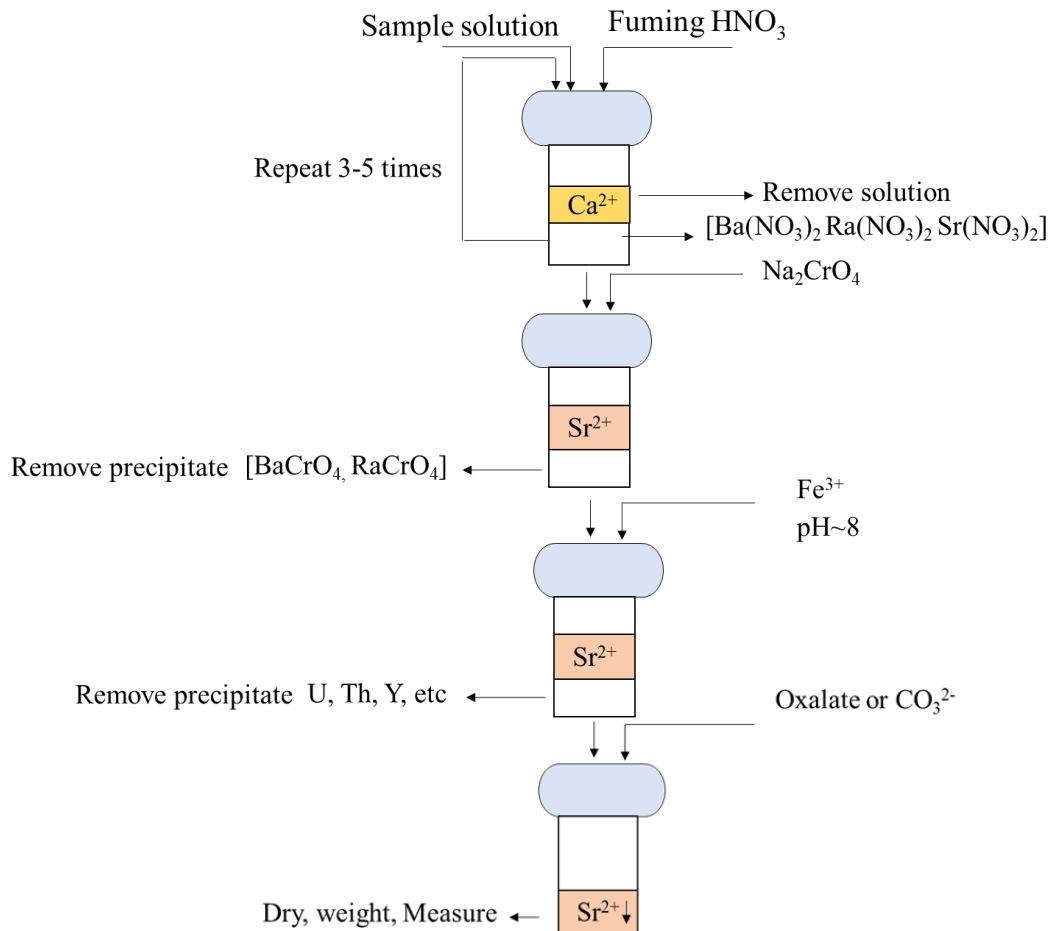 Sample solution
Fuming HNO₃
Repeat 3-5 times
Ca²⁺
Remove solution
[Ba(NO₃)₂ Ra(NO₃)₂ Sr(NO₃)₂]
Na₂CrO₄
Sr²⁺
Remove precipitate [BaCrO₄, RaCrO₄]
Fe³⁺
pH~8
Sr²⁺
Remove precipitate U, Th, Y, etc
Oxalate or CO₃²⁻
Dry, weight, Measure
Sr²⁺